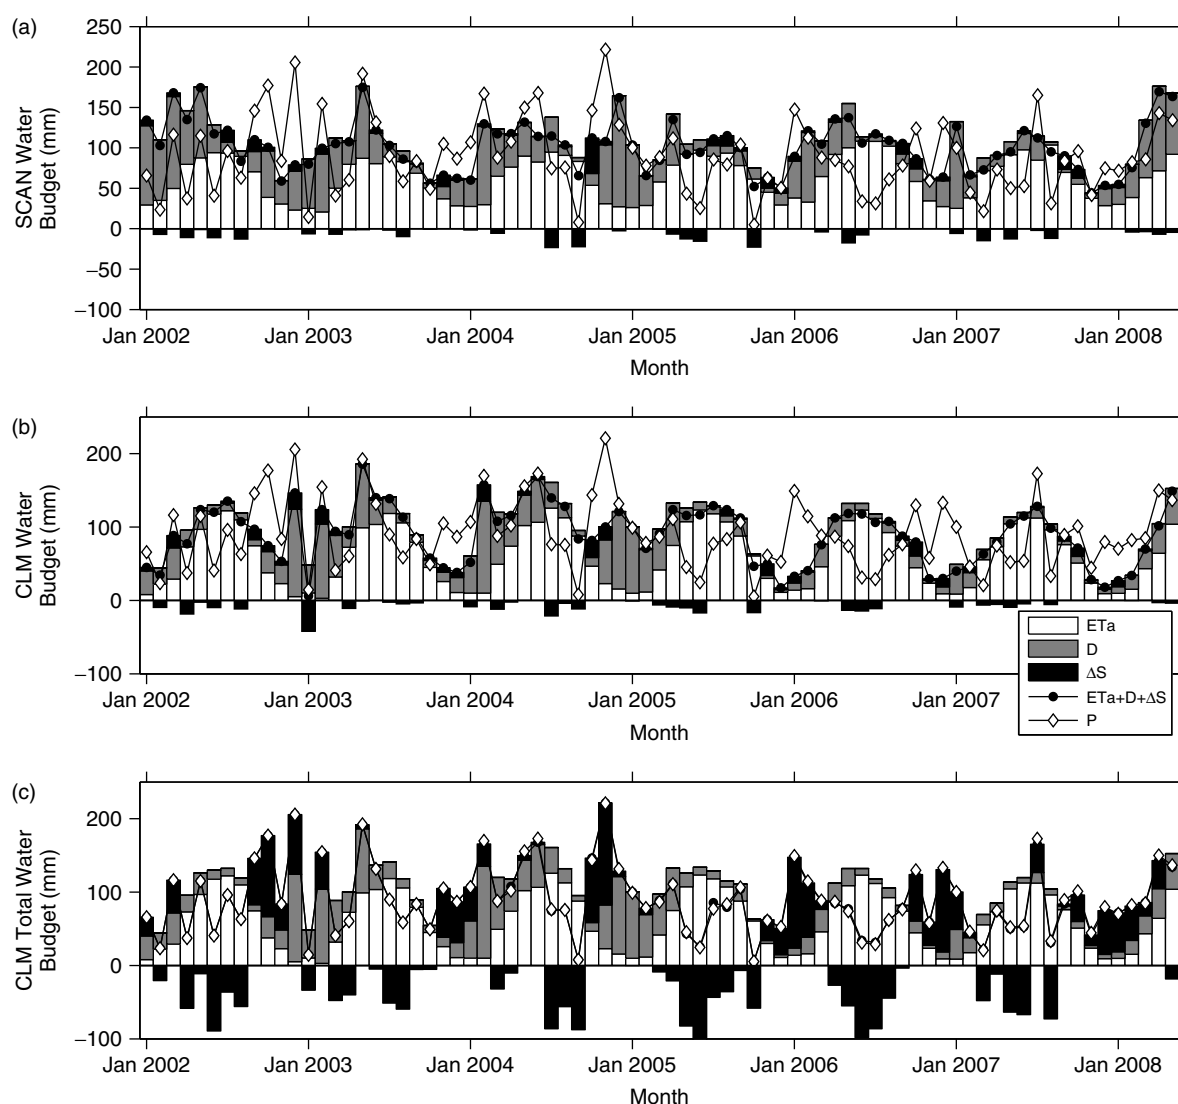 (a)
SCAN Water
Budget (mm)
250
200
150
100
50
0
−50
−100
Jan 2002 Jan 2003 Jan 2004 Jan 2005 Jan 2006 Jan 2007 Jan 2008
Month
(b)
CLM Water
Budget (mm)
200
100
0
−100
ETa
D
ΔS
ETa+D+ΔS
P
Jan 2002 Jan 2003 Jan 2004 Jan 2005 Jan 2006 Jan 2007 Jan 2008
Month
(c)
CLM Total Water
Budget (mm)
200
100
0
−100
Jan 2002 Jan 2003 Jan 2004 Jan 2005 Jan 2006 Jan 2007 Jan 2008
Month